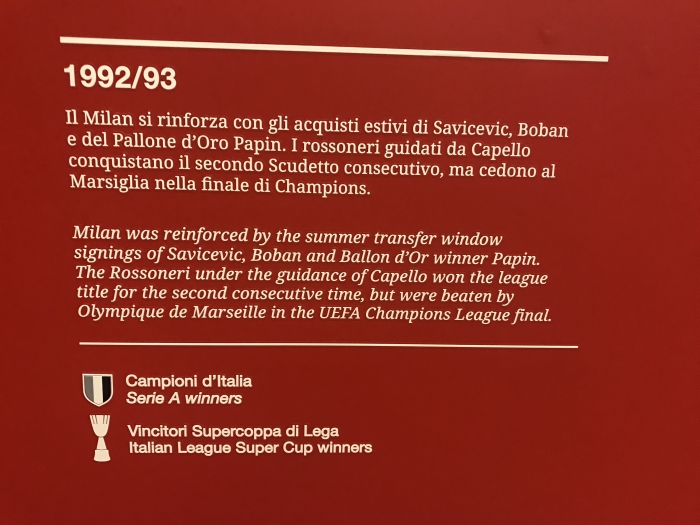 1992/93
Il Milan si rinforza con gli acquisti estivi di Savicevic, Boban
e del Pallone d'Oro Papin. I rossoneri guidati da Capello
conquistano il secondo Scudetto consecutivo, ma cedono al
Marsiglia nella finale di Champions.
Milan was reinforced by the summer transfer window
signings of Savicevic, Boban and Ballon d'Or winner Papin.
The Rossoneri under the guidance of Capello won the league
title for the second consecutive time, but were beaten by
Olympique de Marseille in the UEFA Champions League final.
Campioni d'Italia
Serie A winners
Vincitori Supercoppa di Lega
Italian League Super Cup winners